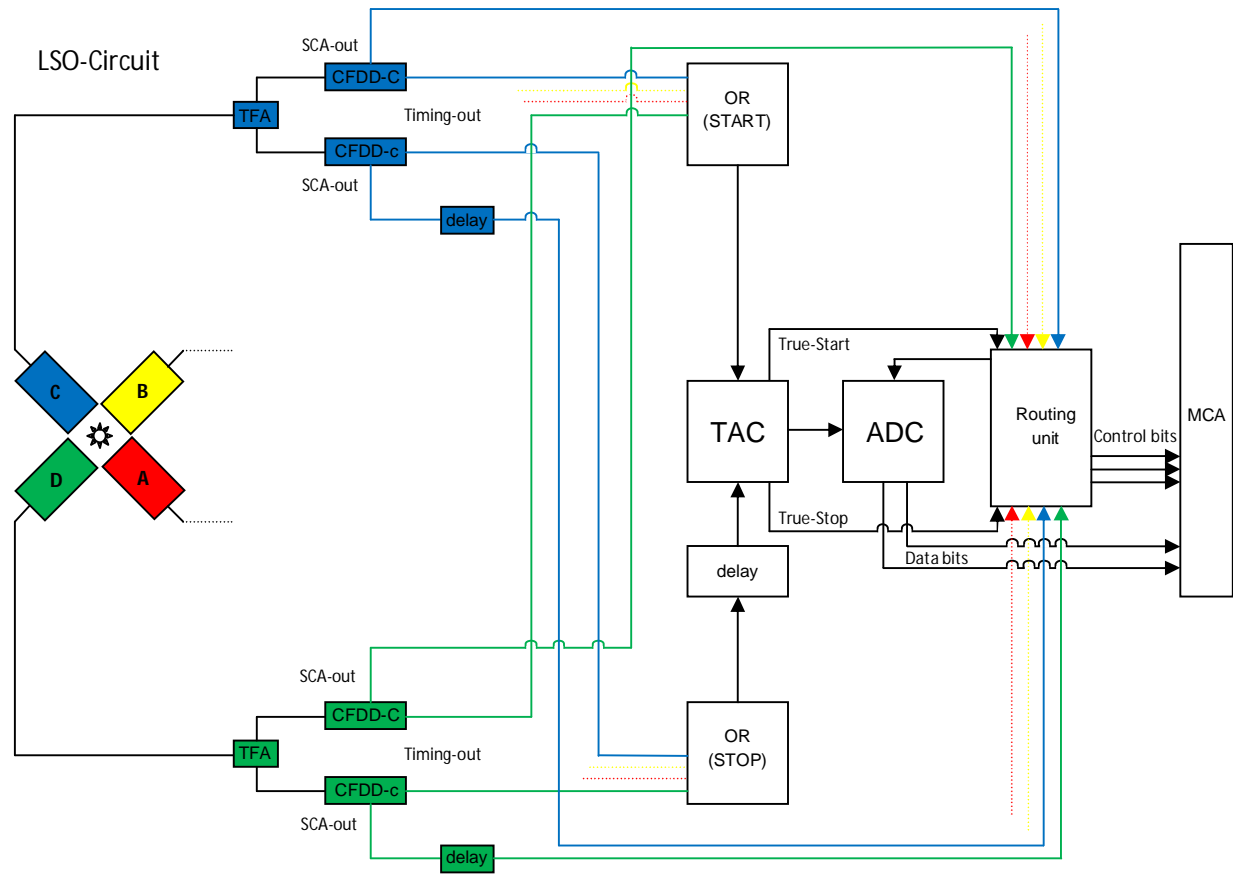 SCA-out
LSO-Circuit
CFDD-C
TFA
Timing-out
OR
(START)
CFDD-c
SCA-out
delay
True-Start
C
B
D
A
TAC
ADC
Routing
unit
MCA
Control bits
True-Stop
Data bits
delay
SCA-out
CFDD-C
TFA
Timing-out
OR
(STOP)
CFDD-c
SCA-out
delay